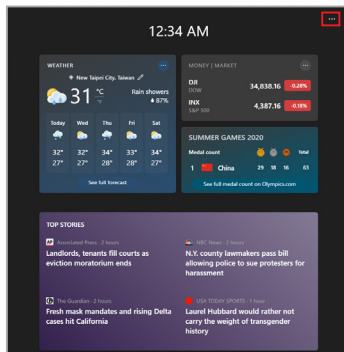 12:34 AM
WEATHER
New Taipei City, Taiwan
31 °C
°F
Rain showers
87%
Today Wed Thu Fri Sat
32° 32° 34° 33° 34°
27° 27° 28° 28° 27°
See full forecast
MONEY | MARKET
DJI
DOW
34,838.16 -0.28%
INX
S&P 500
4,387.16 -0.18%
SUMMER GAMES 2020
Medal count Total
1 China 29 18 16 63
See full medal count on Olympics.com
TOP STORIES
AP Associated Press · 2 hours
Landlords, tenants fill courts as
eviction moratorium ends
NBC News · 2 hours
N.Y. county lawmakers pass bill
allowing police to sue protesters for
harassment
The Guardian · 2 hours
Fresh mask mandates and rising Delta
cases hit California
USA TODAY SPORTS · 1 hour
Laurel Hubbard would rather not
carry the weight of transgender
history